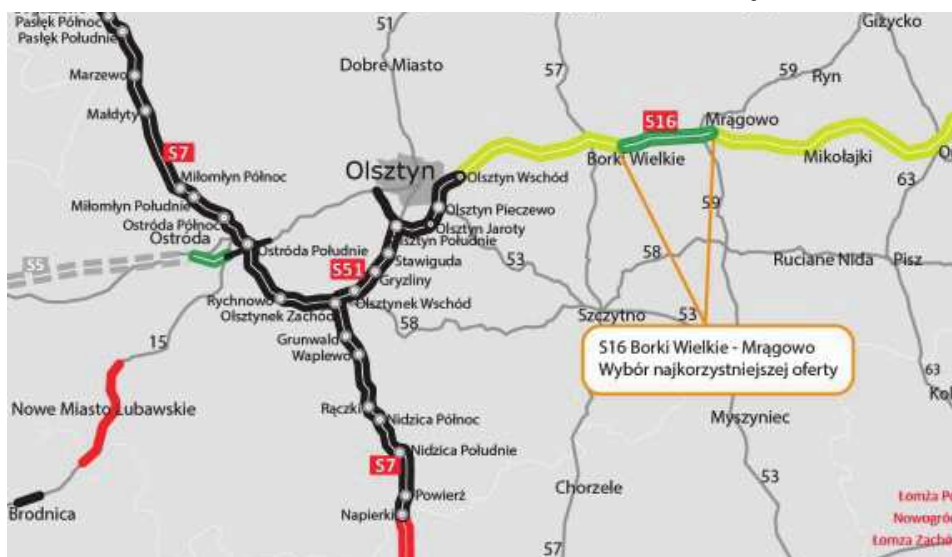 Pasłęk Północ
Pasłęk Południe
51
Giżycko
Marzewo
Dobre Miasto
57
59
Ryn
Małdyty
S16
Mrągowo
S7
Borki Wielkie
Mikołajki
Olsztyn
Miłomłyn Północ
Olsztyn Wschód
63
Miłomłyn Południe
Olsztyn Pieczewo
59
Ostróda Północ
Olsztyn Jaroty
Ostróda
Ostróda Południe
Południe
58
S5
Stawiguda
53
Ruciane Nida
Pisz
S51
Gryźliny
Rychnowo
Olsztynek Wschód
Olsztynek Zachód
58
Szczytno
53
15
Grunwald
Waplewo
S16 Borki Wielkie - Mrągowo
Wybór najkorzystniejszej oferty
63
Nowe Miasto Lubawskie
Rączki
Nidzica Północ
Myszyniec
Nidzica Południe
S7
53
Powierż
Chorzele
Brodnica
Napierki
57